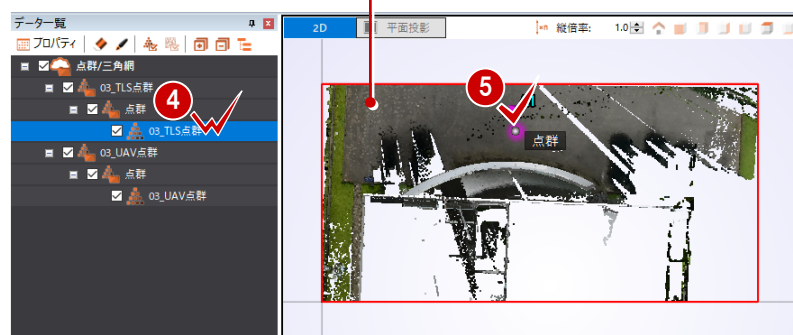 データ一覧
プロパティ
点群/三角網
03_TLS点群
点群
03_TLS点群
03_UAV点群
点群
03_UAV点群
4
2D
平面投影
縦倍率:
1.0
5
点群